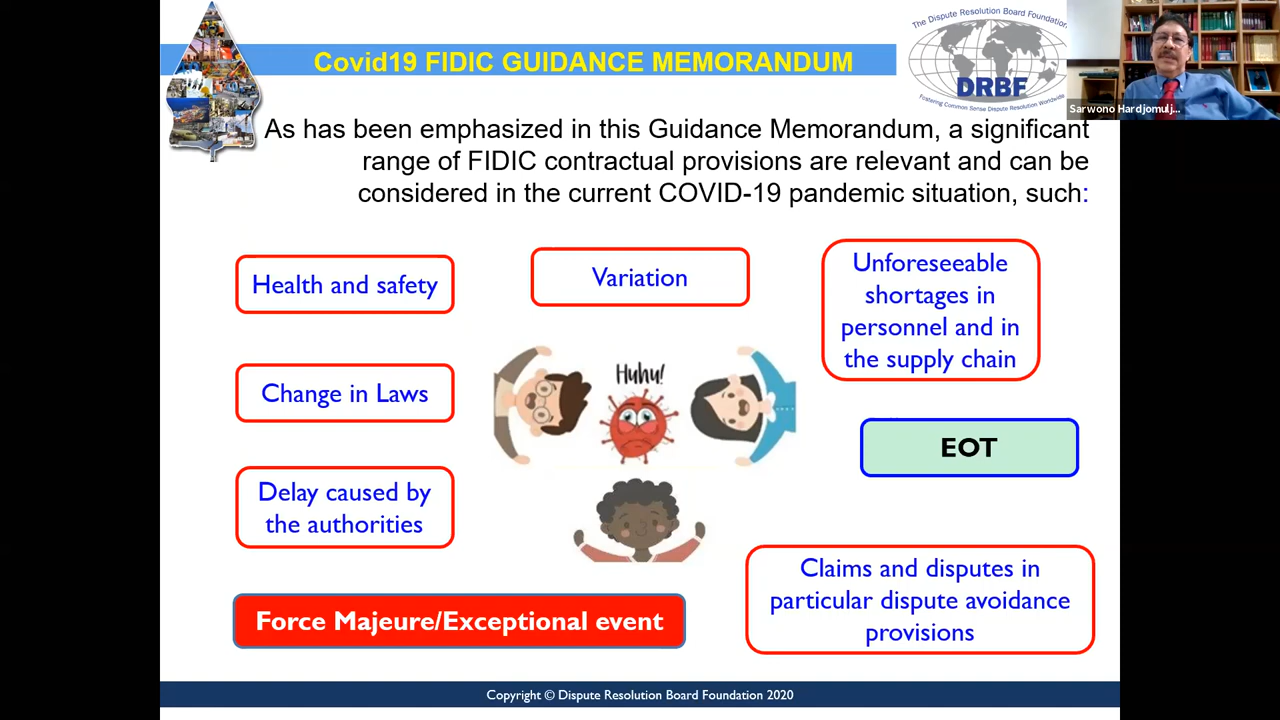 Covid19 FIDIC GUIDANCE MEMORANDUM
The Dispute Resolution Board Foundation
DRBF
Fostering Common Sense Dispute Resolution Worldwide
Sarwono Hardjomulj...
As has been emphasized in this Guidance Memorandum, a significant
range of FIDIC contractual provisions are relevant and can be
considered in the current COVID-19 pandemic situation, such:
Health and safety
Variation
Unforeseeable
shortages in
personnel and in
the supply chain
Change in Laws
Huhu!
EOT
Delay caused by
the authorities
Claims and disputes in
particular dispute avoidance
provisions
Force Majeure/Exceptional event
Copyright © Dispute Resolution Board Foundation 2020